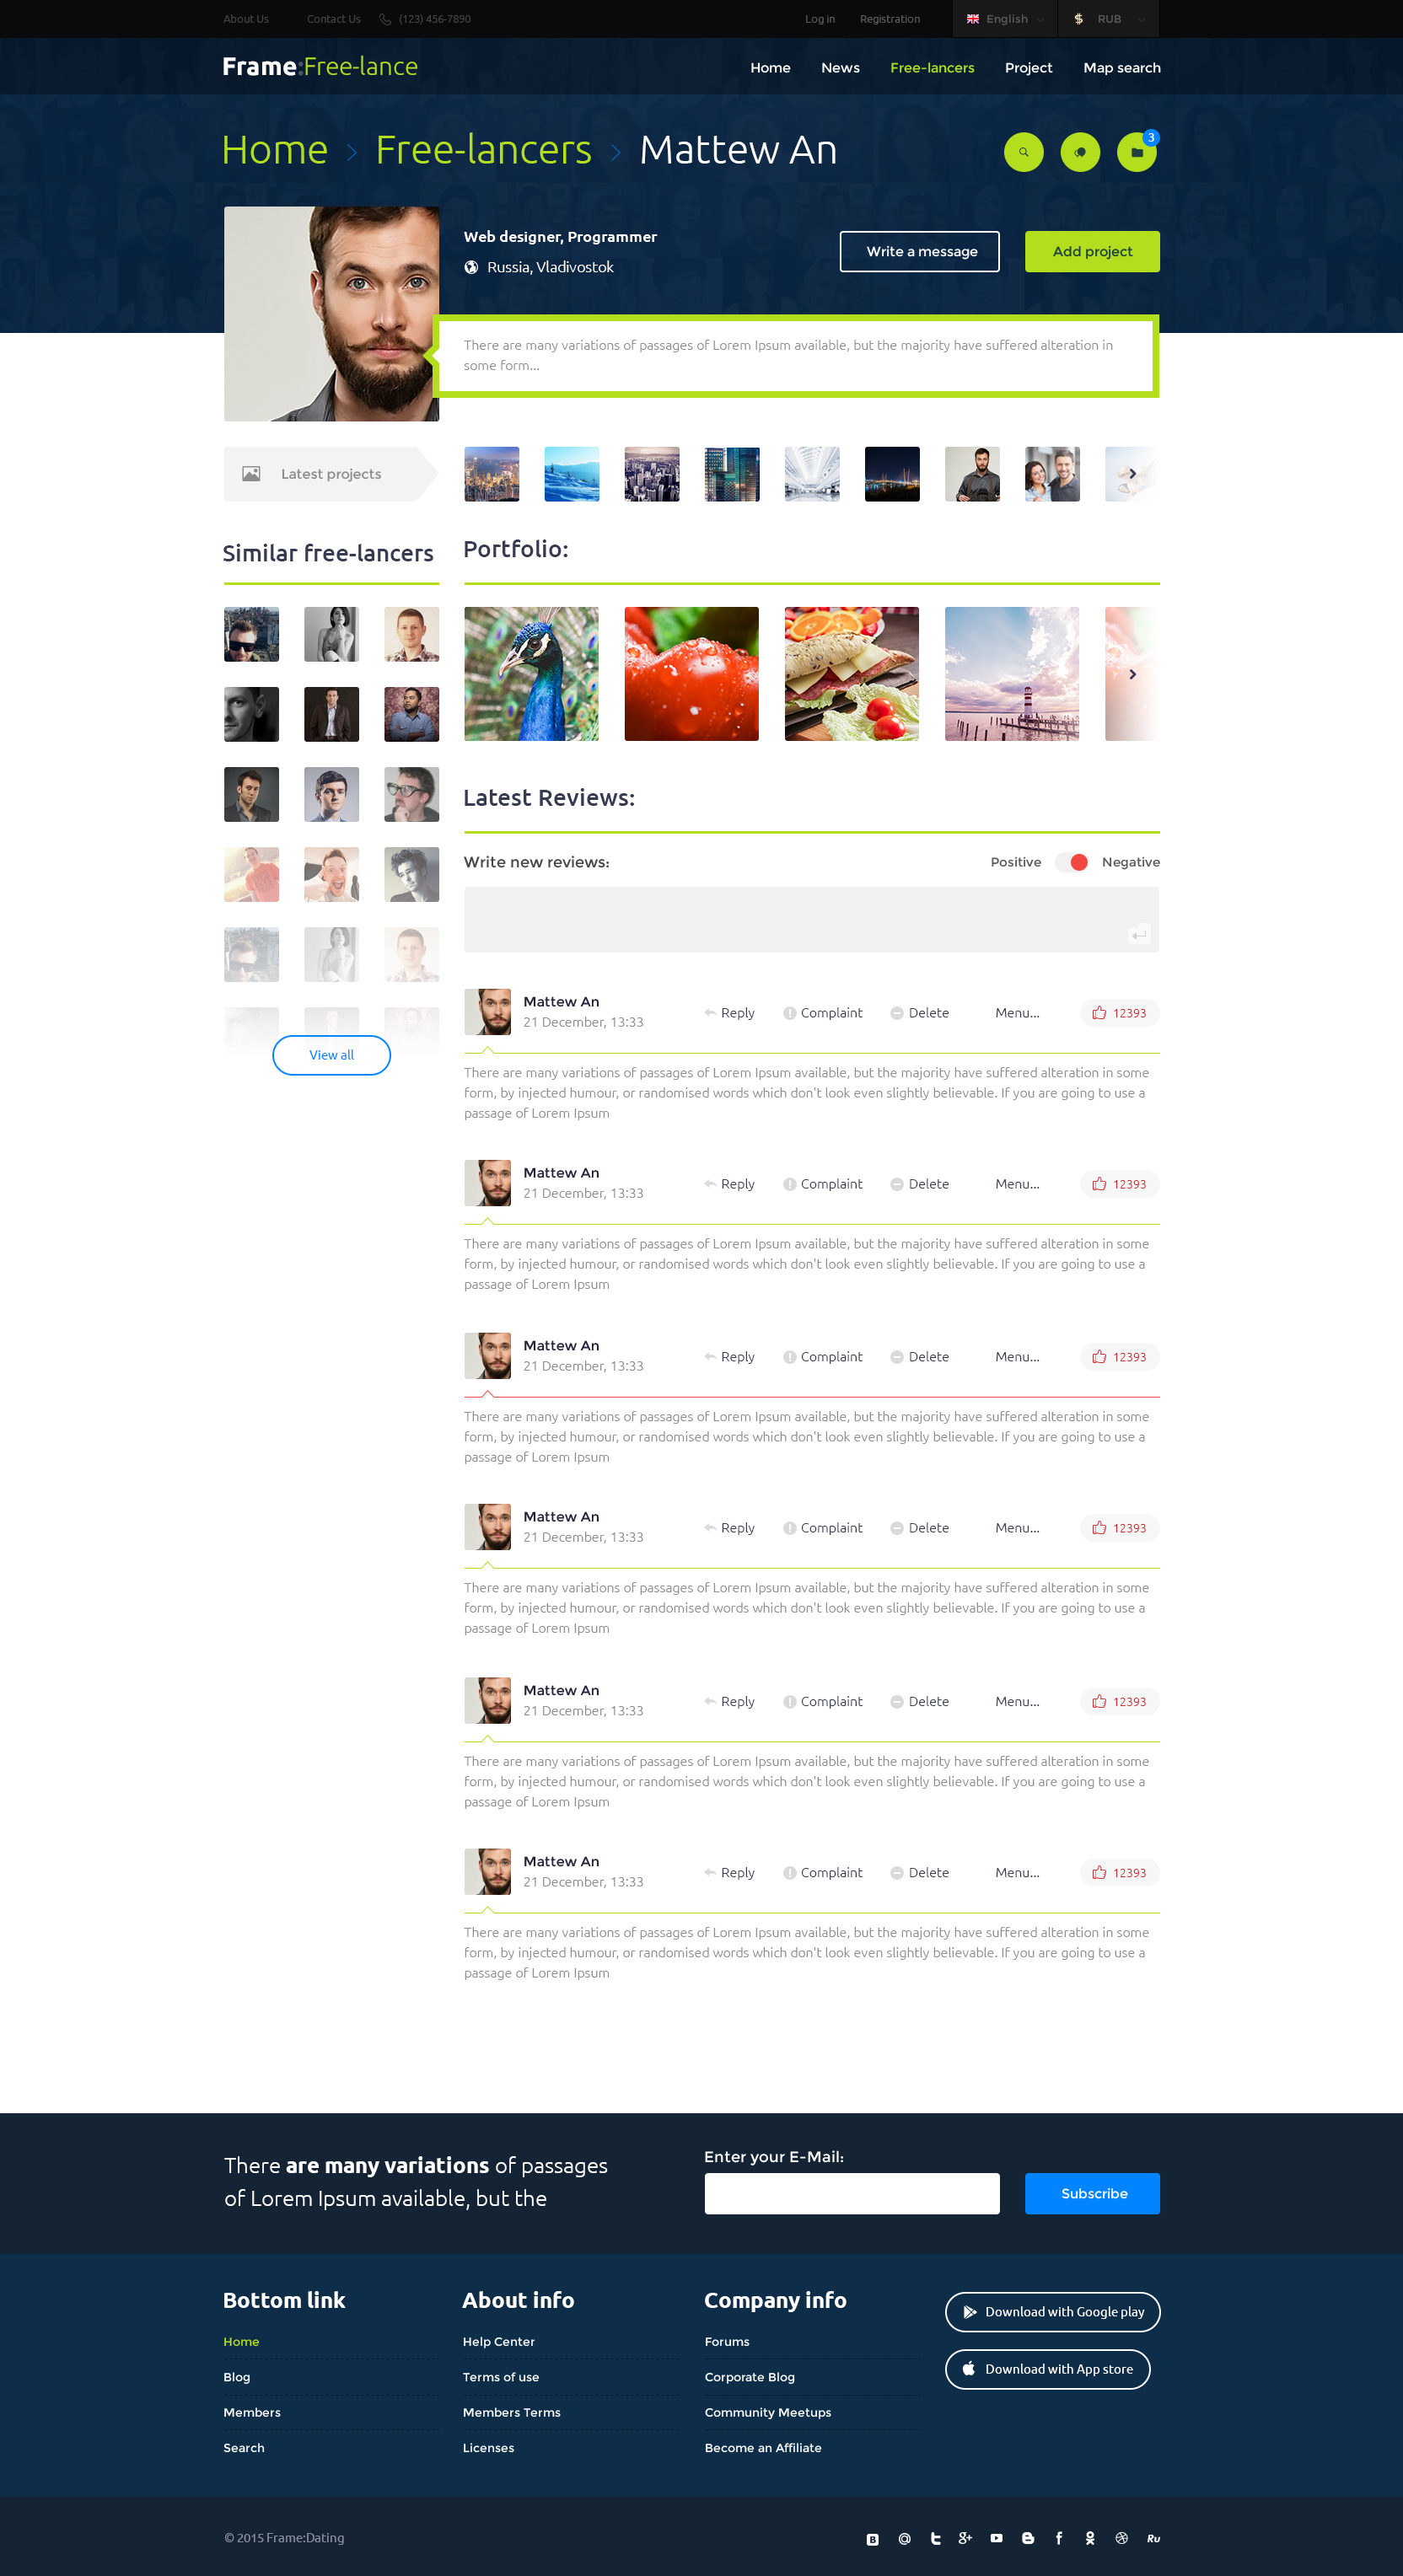 About Us Contact Us (123) 456-7890 Log in Registration English $ RUB
Frame:Free-lance Home News Free-lancers Project Map search
Home > Free-lancers > Mattew An 3
Web designer, Programmer
Russia, Vladivostok
Write a message Add project
There are many variations of passages of Lorem Ipsum available, but the majority have suffered alteration in
some form...
Latest projects
Similar free-lancers
View all
Portfolio:
Latest Reviews:
Write new reviews: Positive Negative
Mattew An
21 December, 13:33
Reply Complaint Delete Menu... 12393
There are many variations of passages of Lorem Ipsum available, but the majority have suffered alteration in some
form, by injected humour, or randomised words which don't look even slightly believable. If you are going to use a
passage of Lorem Ipsum
Mattew An
21 December, 13:33
Reply Complaint Delete Menu... 12393
There are many variations of passages of Lorem Ipsum available, but the majority have suffered alteration in some
form, by injected humour, or randomised words which don't look even slightly believable. If you are going to use a
passage of Lorem Ipsum
Mattew An
21 December, 13:33
Reply Complaint Delete Menu... 12393
There are many variations of passages of Lorem Ipsum available, but the majority have suffered alteration in some
form, by injected humour, or randomised words which don't look even slightly believable. If you are going to use a
passage of Lorem Ipsum
Mattew An
21 December, 13:33
Reply Complaint Delete Menu... 12393
There are many variations of passages of Lorem Ipsum available, but the majority have suffered alteration in some
form, by injected humour, or randomised words which don't look even slightly believable. If you are going to use a
passage of Lorem Ipsum
Mattew An
21 December, 13:33
Reply Complaint Delete Menu... 12393
There are many variations of passages of Lorem Ipsum available, but the majority have suffered alteration in some
form, by injected humour, or randomised words which don't look even slightly believable. If you are going to use a
passage of Lorem Ipsum
Mattew An
21 December, 13:33
Reply Complaint Delete Menu... 12393
There are many variations of passages of Lorem Ipsum available, but the majority have suffered alteration in some
form, by injected humour, or randomised words which don't look even slightly believable. If you are going to use a
passage of Lorem Ipsum
There are many variations of passages
of Lorem Ipsum available, but the
Enter your E-Mail:
Subscribe
Bottom link
Home
Blog
Members
Search
About info
Help Center
Terms of use
Members Terms
Licenses
Company info
Forums
Corporate Blog
Community Meetups
Become an Affiliate
Download with Google play
Download with App store
© 2015 Frame:Dating
Ru